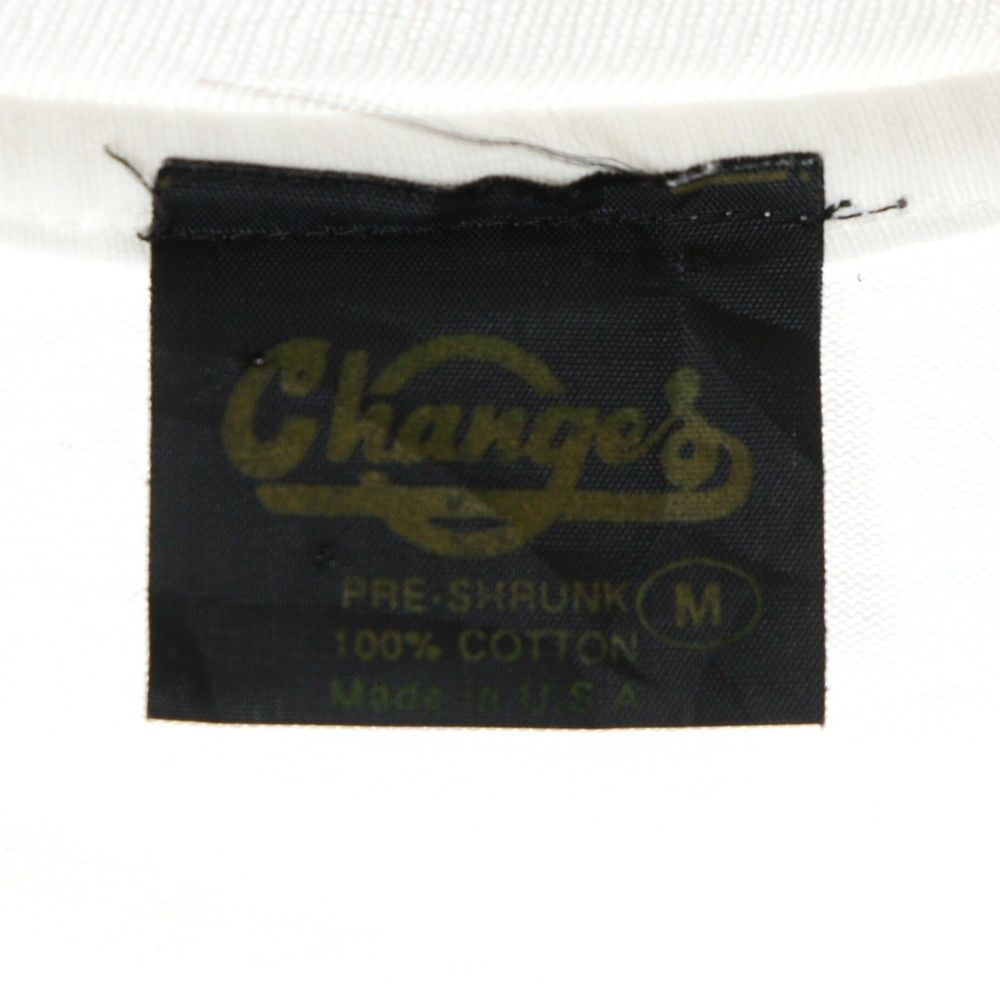 Changes
PRE-SHRUNK M
100% COTTON
Made in U.S.A